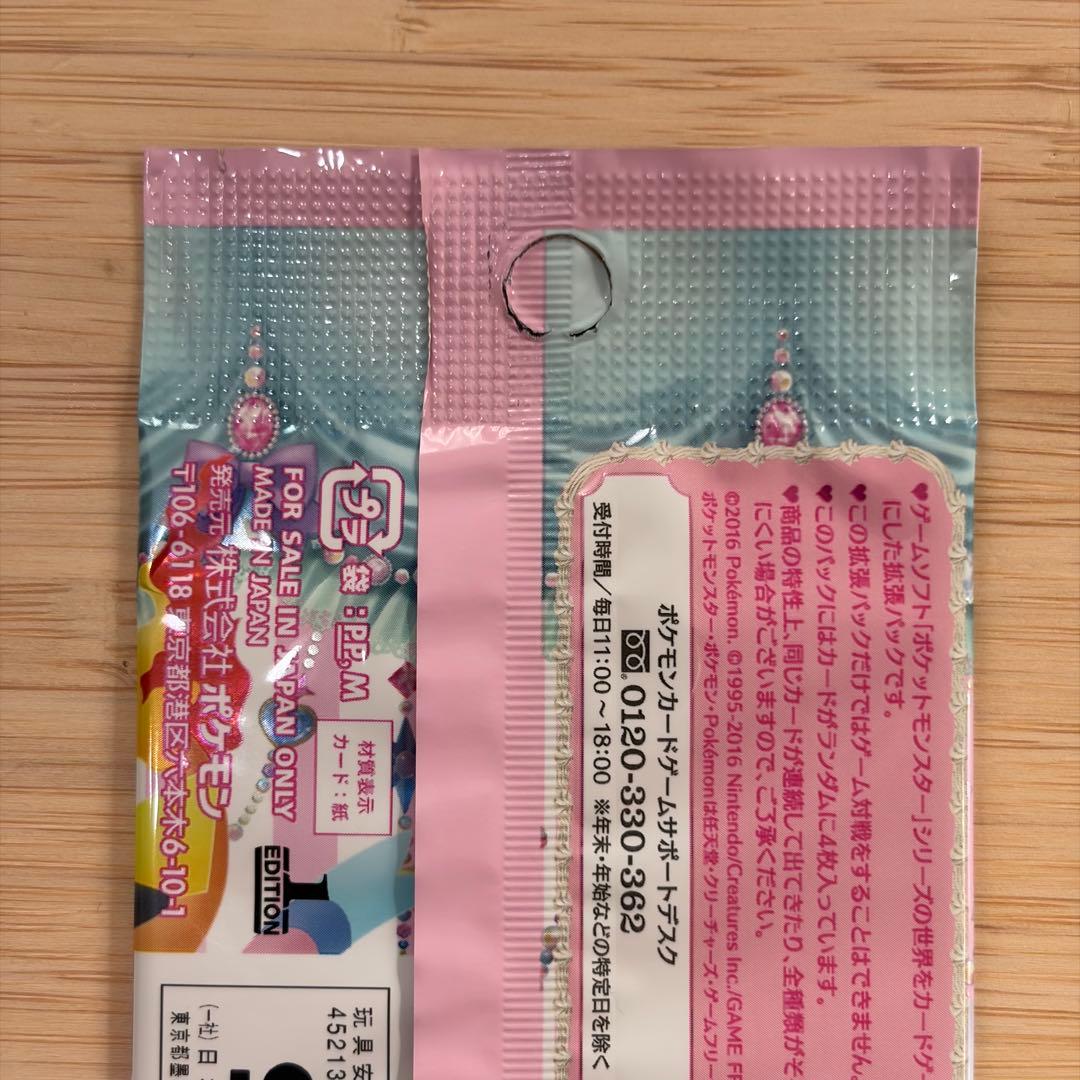 ♥ゲームソフト「ポケットモンスター」シリーズの世界をカードゲ
にした拡張パックです。
♥この拡張パックだけではゲーム対戦をすることはできません。
♥このパックにはカードがランダムに4枚入っています。
♥商品の特性上、同じカードが連続して出てきたり、全種類がそ
にくい場合がございますので、ご了承ください。
©2016 Pokémon. ©1995-2016 Nintendo/Creatures Inc./GAME FR
ポケットモンスター・ポケモン・Pokémonは任天堂・クリーチャーズ・ゲームフリー
ポケモンカードゲームサポートデスク
0120-330-362
受付時間/毎日11:00~18:00 ※年末・年始などの特定日を除く
プラ
袋:PP,M
材質表示
カード:紙
FOR SALE IN JAPAN ONLY
MADE IN JAPAN
発売元 株式会社 ポケモン
〒106-6118 東京都港区六本木6-10-1
1
EDITION
玩具安
45213
(一社)日
東京都墨